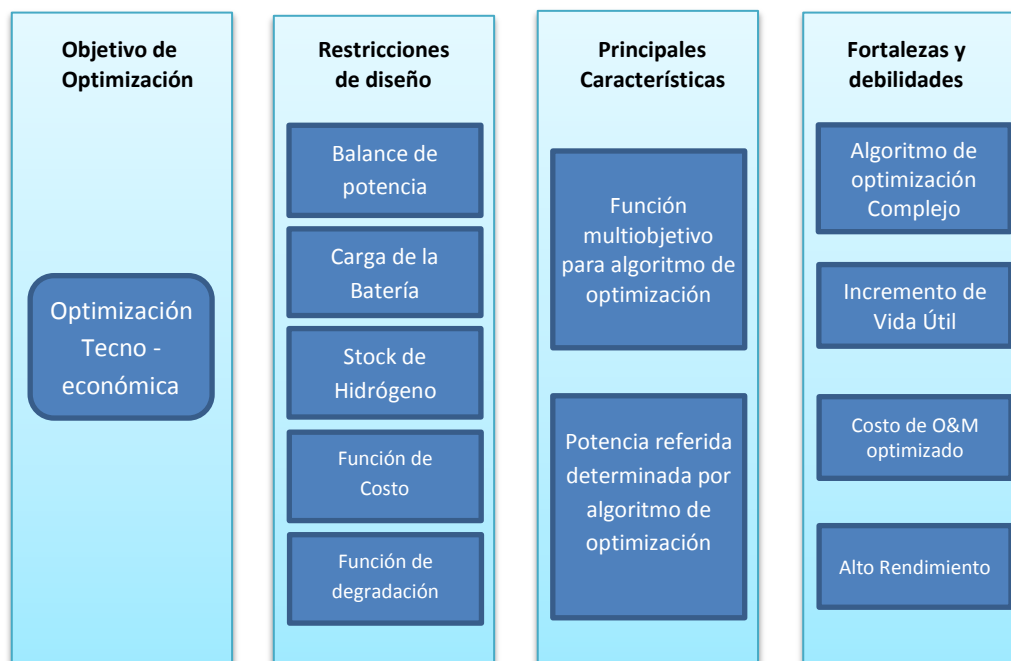 Objetivo de
Optimización
Optimización
Tecno -
económica
Restricciones
de diseño
Balance de
potencia
Carga de la
Batería
Stock de
Hidrógeno
Función de
Costo
Función de
degradación
Principales
Características
Función
multiobjetivo
para algoritmo de
optimización
Potencia referida
determinada por
algoritmo de
optimización
Fortalezas y
debilidades
Algoritmo de
optimización
Complejo
Incremento de
Vida Útil
Costo de O&M
optimizado
Alto Rendimiento